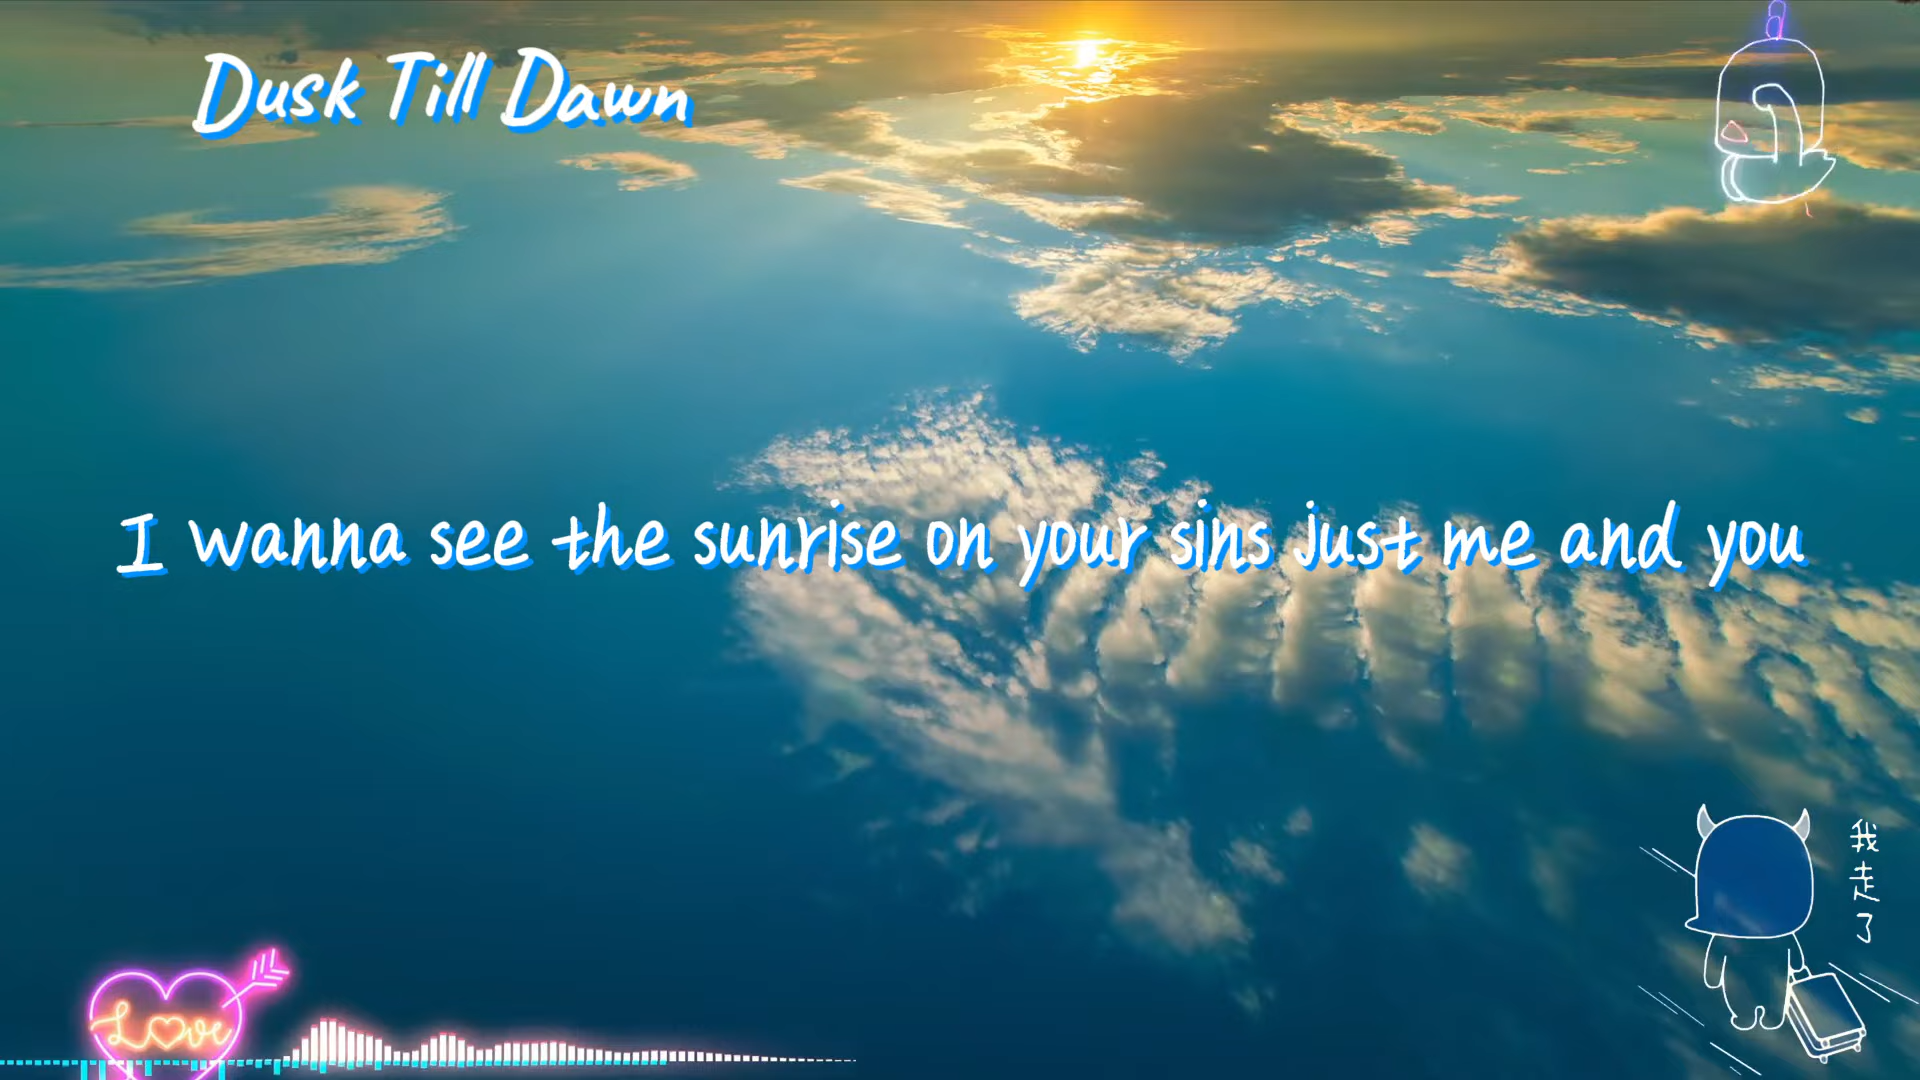 Dusk Till Dawn
I wanna see the sunrise on your sins just me and you
我走了
Love